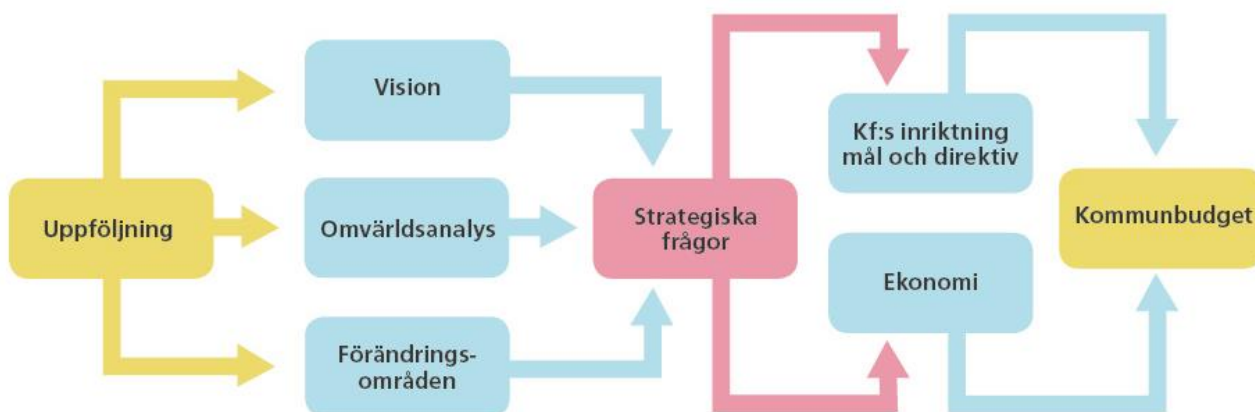 Uppföljning
Vision
Omvärldsanalys
Förändrings-
områden
Strategiska
frågor
Kf:s inriktning
mål och direktiv
Ekonomi
Kommunbudget